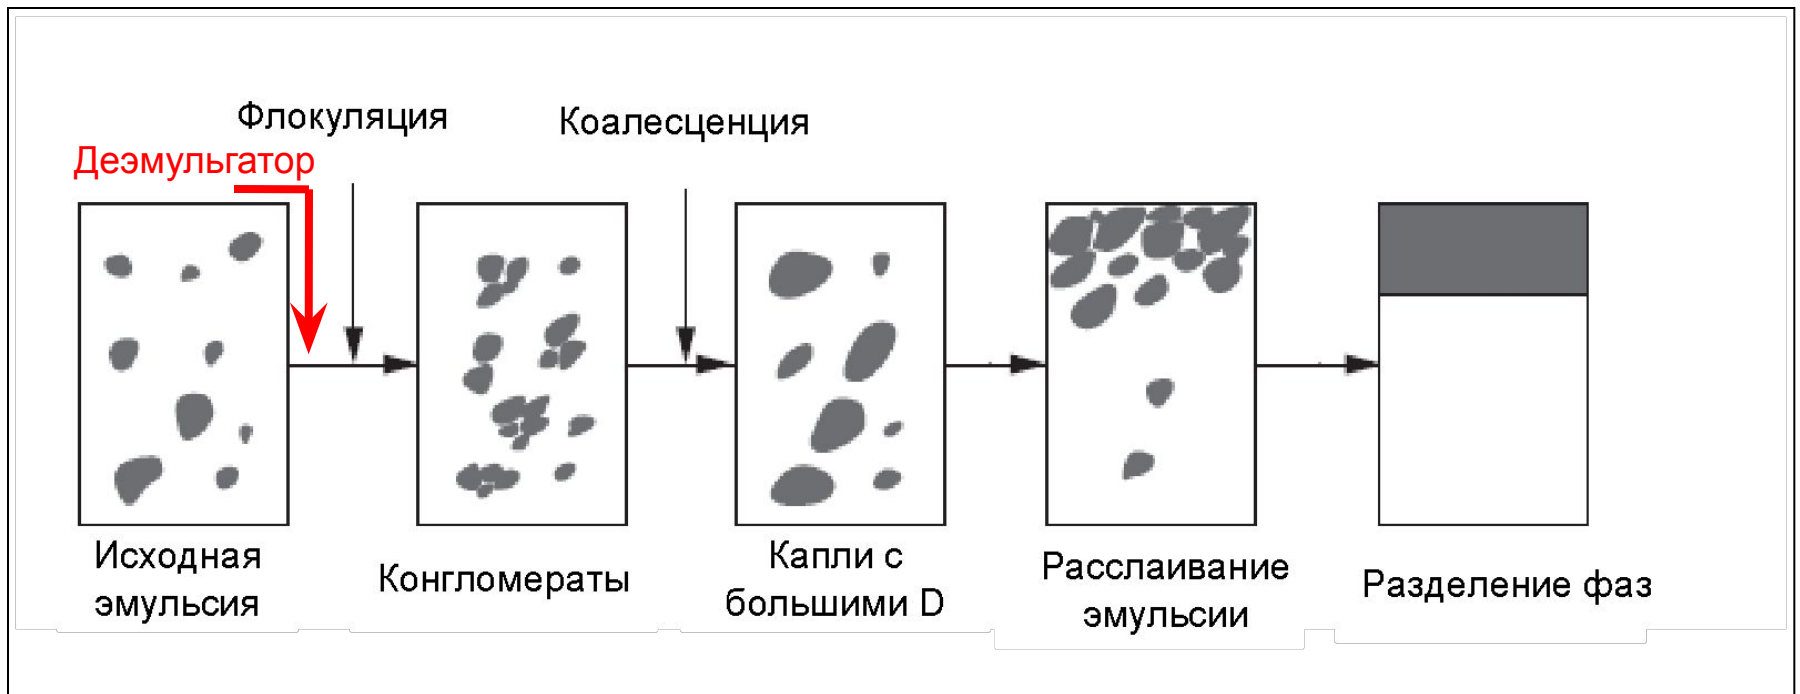 Флокуляция
Коалесценция
Деэмульгатор
Исходная
эмульсия
Конгломераты
Капли с
большими D
Расслаивание
эмульсии
Разделение фаз